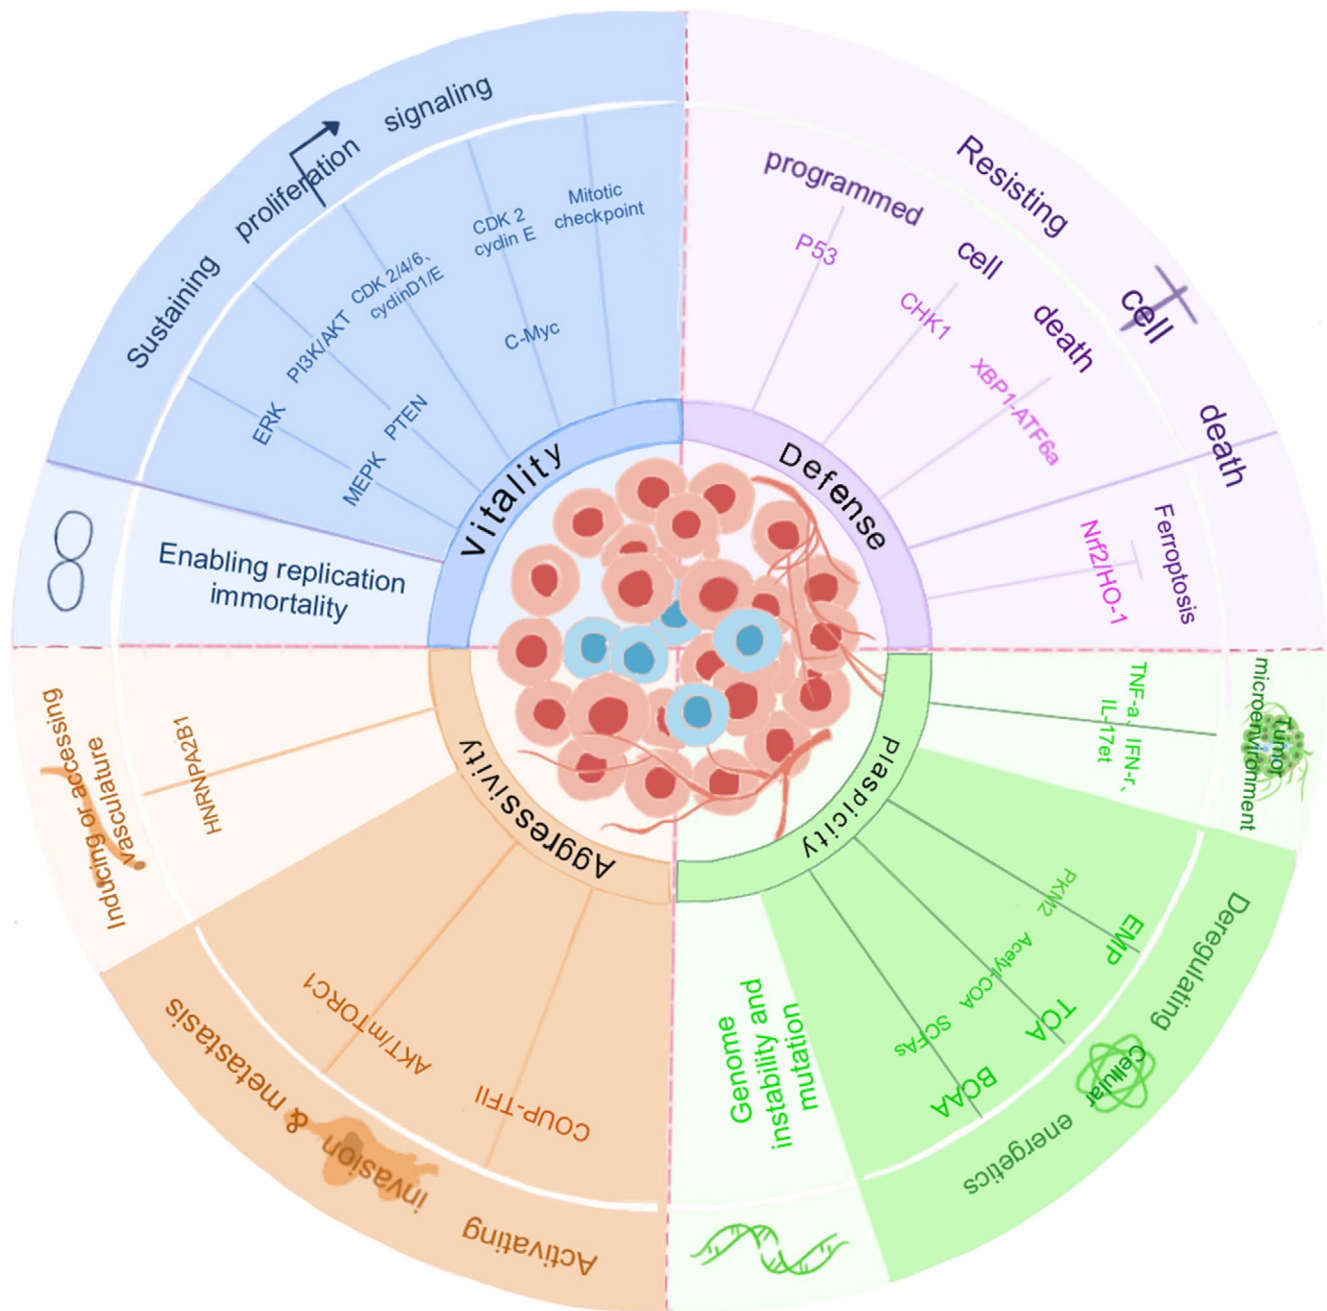 Sustaining proliferation signaling
ERK
MEPK
PI3K/AKT
PTEN
CDK 2/4/6、
cyclinD1/E
CDK 2
cyclin E
C-Myc
Mitotic
checkpoint
Enabling replication
immortality
Vitality
Resisting cell death
programmed cell death
P53
CHK1
XBP1-ATF6a
Ferroptosis
Nrf2/HO-1
Defense
Tumor
microenvironment
TNF-a、IFN-r、
IL-17et
Deregulating Cellular energetics
EMP
PKM2
TCA
Acetyl-COA
BCAA
SCFAs
Genome
instability and
mutation
plaspicity
Inducing or accessing
vasculature
HNRNPA2B1
Activating invasion & metastasis
AKT/mTORC1
COUP-TFII
Aggressivity